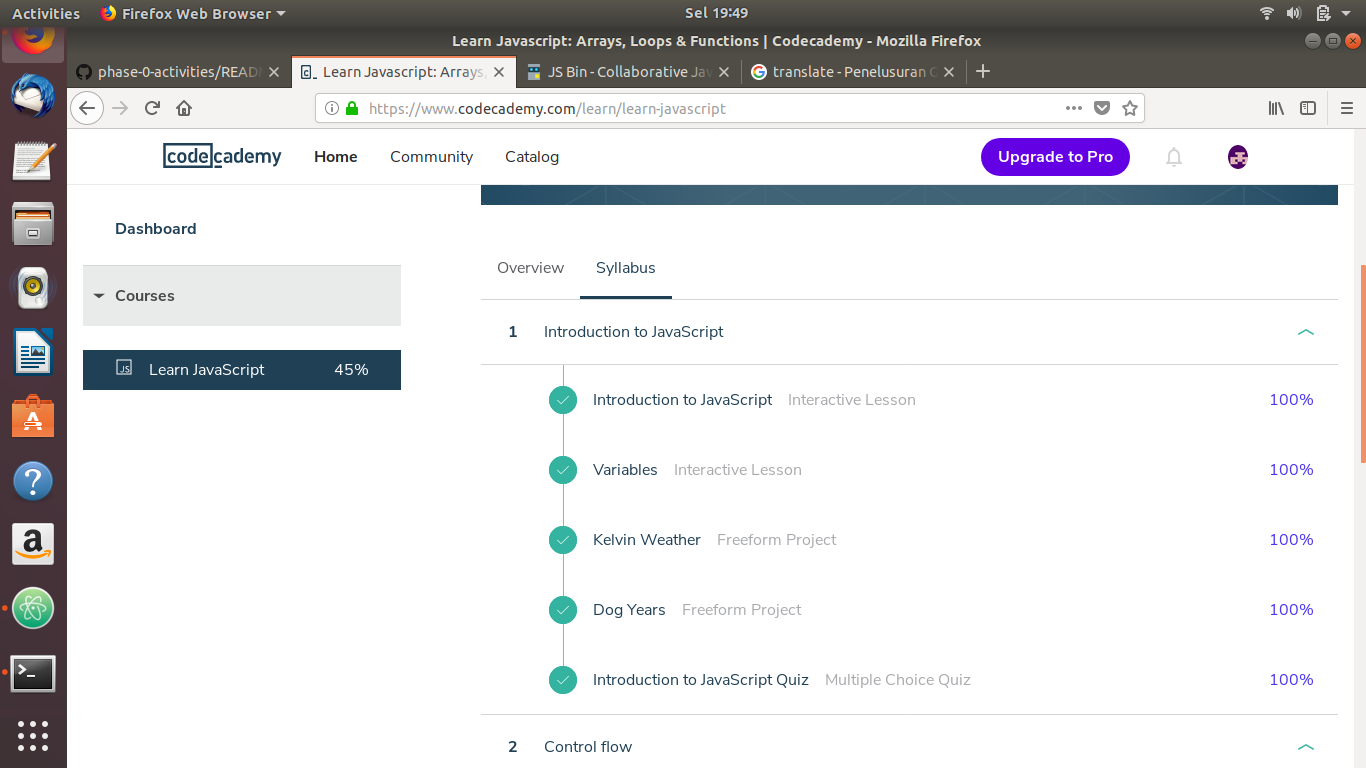 Activities Firefox Web Browser Sel 19:49
Learn Javascript: Arrays, Loops & Functions | Codecademy - Mozilla Firefox
phase-0-activities/READ Learn Javascript: Arrays, JS Bin - Collaborative Jav translate - Penelusuran
https://www.codecademy.com/learn/learn-javascript
codecademy Home Community Catalog Upgrade to Pro
Dashboard
Overview Syllabus
Courses
1 Introduction to JavaScript
JS Learn JavaScript 45%
Introduction to JavaScript Interactive Lesson 100%
Variables Interactive Lesson 100%
Kelvin Weather Freeform Project 100%
Dog Years Freeform Project 100%
Introduction to JavaScript Quiz Multiple Choice Quiz 100%
2 Control flow